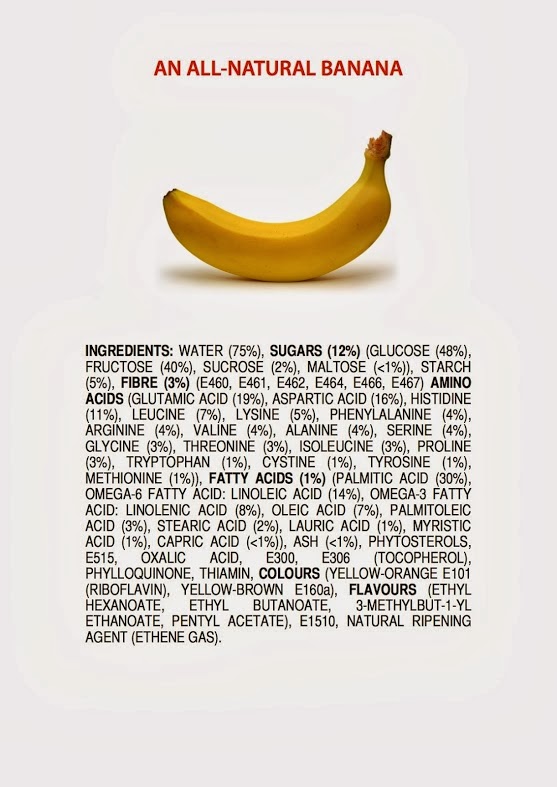 AN ALL-NATURAL BANANA
INGREDIENTS: WATER (75%), SUGARS (12%) (GLUCOSE (48%),
FRUCTOSE (40%), SUCROSE (2%), MALTOSE (<1%)), STARCH
(5%), FIBRE (3%) (E460, E461, E462, E464, E466, E467) AMINO
ACIDS (GLUTAMIC ACID (19%), ASPARTIC ACID (16%), HISTIDINE
(11%), LEUCINE (7%), LYSINE (5%), PHENYLALANINE (4%),
ARGININE (4%), VALINE (4%), ALANINE (4%), SERINE (4%),
GLYCINE (3%), THREONINE (3%), ISOLEUCINE (3%), PROLINE
(3%), TRYPTOPHAN (1%), CYSTINE (1%), TYROSINE (1%),
METHIONINE (1%)), FATTY ACIDS (1%) (PALMITIC ACID (30%),
OMEGA-6 FATTY ACID: LINOLEIC ACID (14%), OMEGA-3 FATTY
ACID: LINOLENIC ACID (8%), OLEIC ACID (7%), PALMITOLEIC
ACID (3%), STEARIC ACID (2%), LAURIC ACID (1%), MYRISTIC
ACID (1%), CAPRIC ACID (<1%)), ASH (<1%), PHYTOSTEROLS,
E515, OXALIC ACID, E300, E306 (TOCOPHEROL),
PHYLLOQUINONE, THIAMIN, COLOURS (YELLOW-ORANGE E101
(RIBOFLAVIN), YELLOW-BROWN E160a), FLAVOURS (ETHYL
HEXANOATE, ETHYL BUTANOATE, 3-METHYLBUT-1-YL
ETHANOATE, PENTYL ACETATE), E1510, NATURAL RIPENING
AGENT (ETHENE GAS).